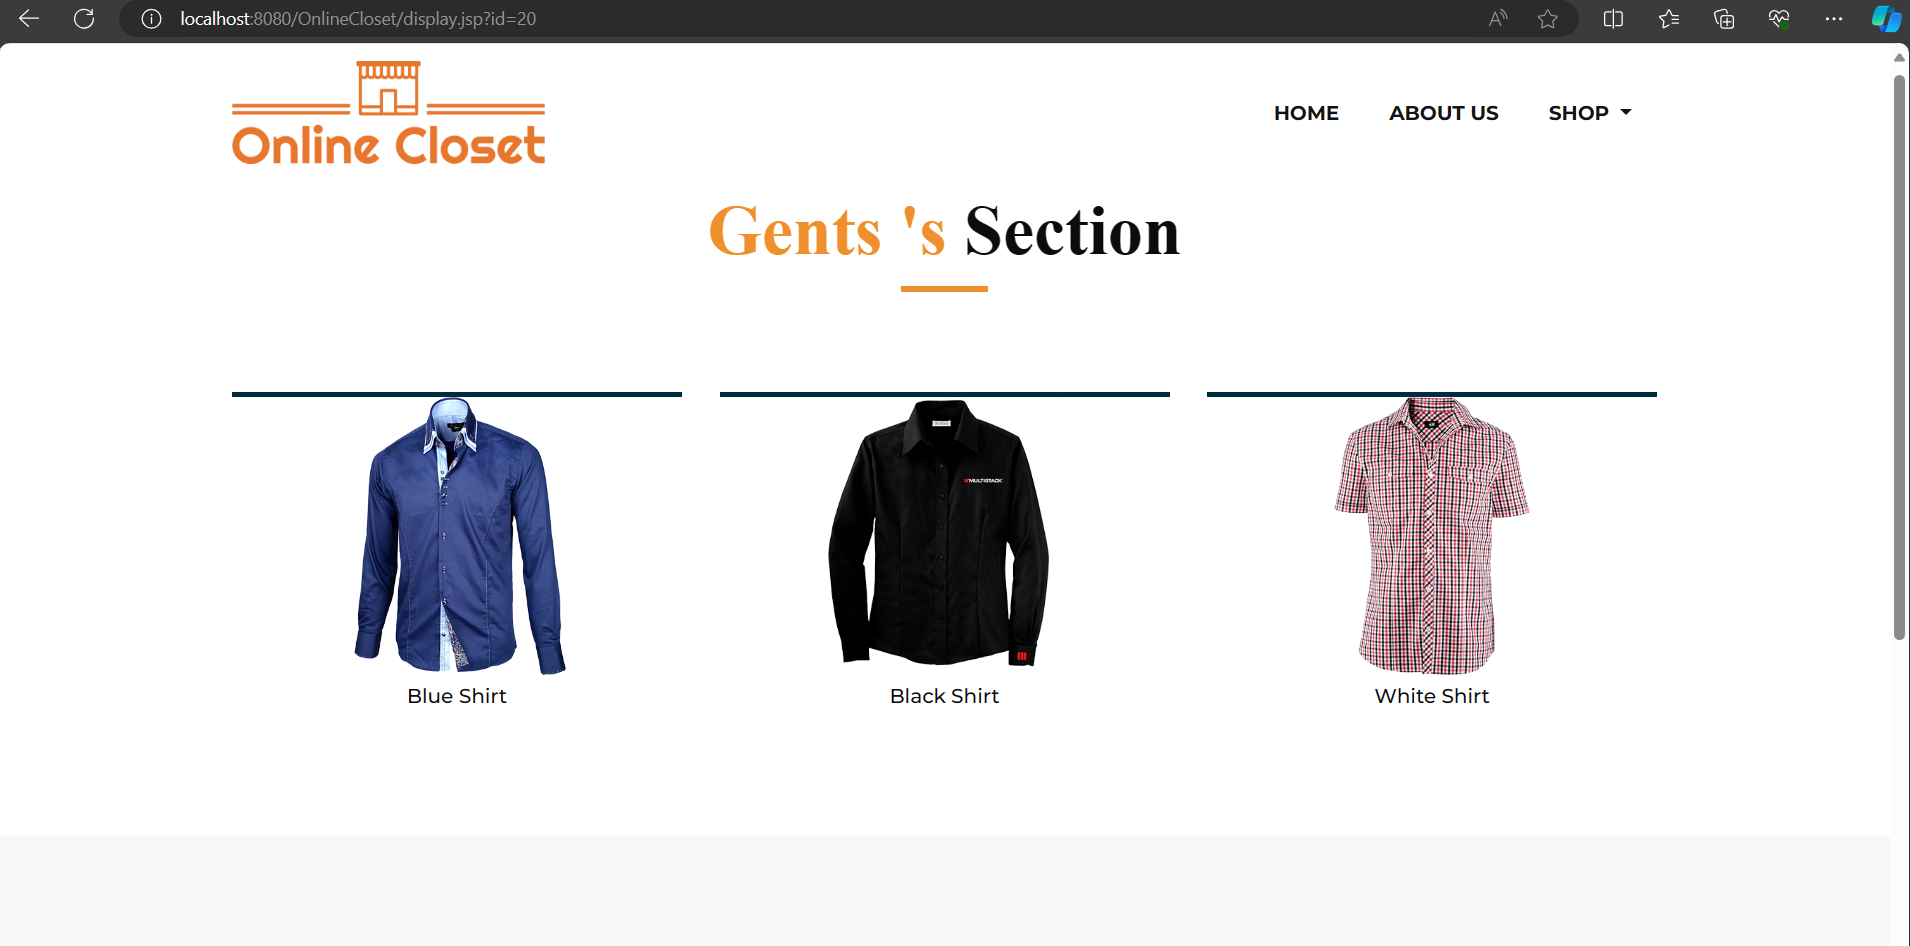 localhost:8080/OnlineCloset/display.jsp?id=20
Online Closet
HOME ABOUT US SHOP
Gents 's Section
MULTISTACK
Blue Shirt Black Shirt White Shirt